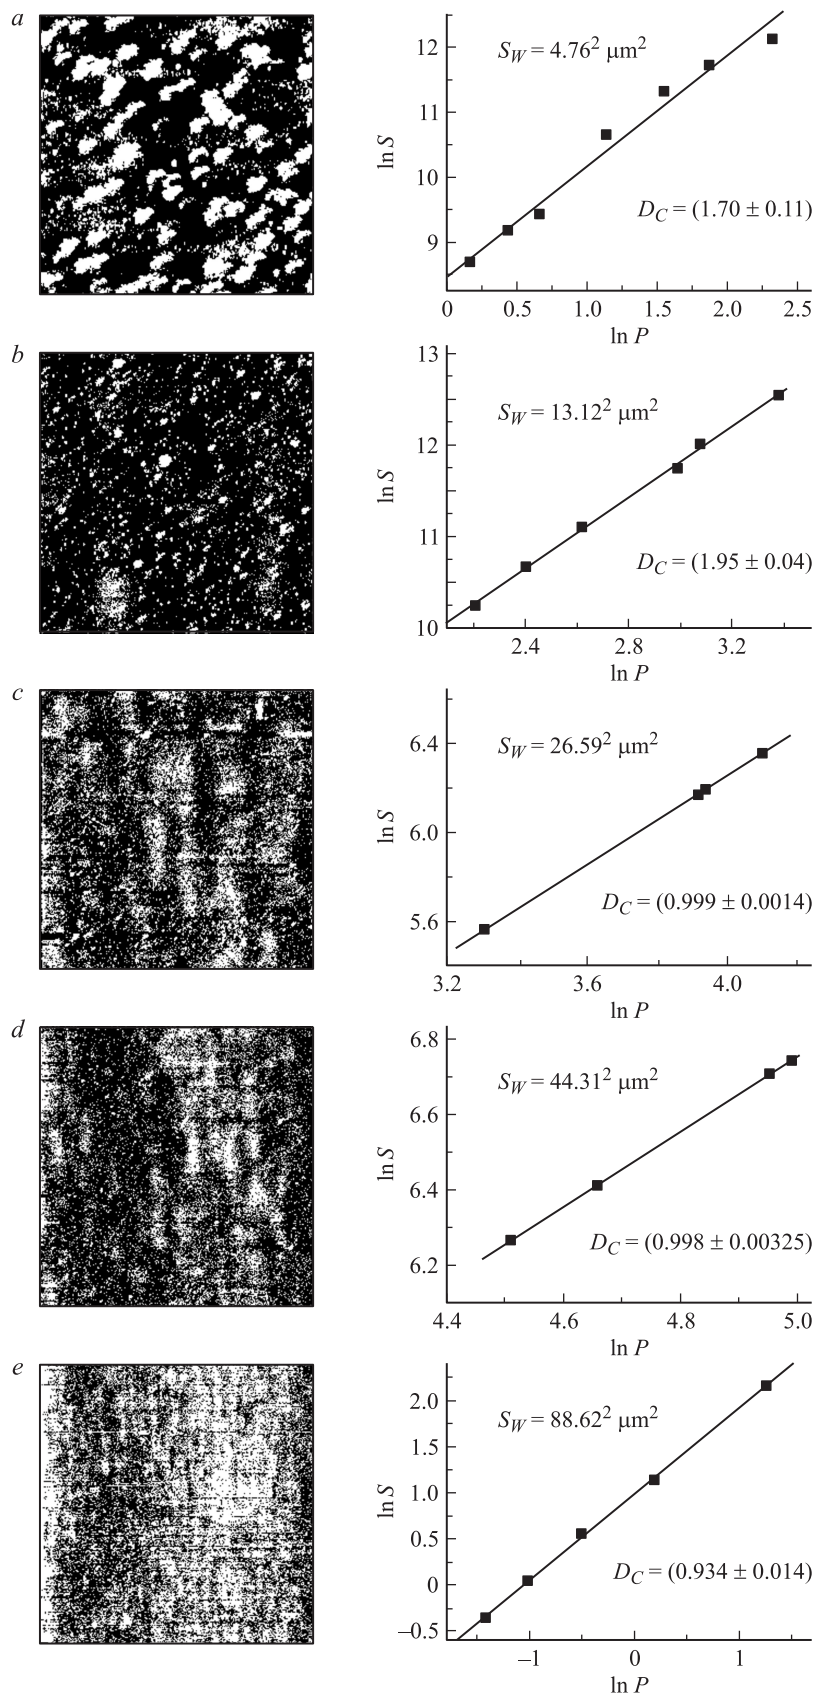 a
12
11
10
9
ln S
S_W = 4.76² μm²
D_C = (1.70 ± 0.11)
0 0.5 1.0 1.5 2.0 2.5
ln P
b
13
12
11
10
ln S
S_W = 13.12² μm²
D_C = (1.95 ± 0.04)
2.4 2.8 3.2
ln P
c
6.4
6.0
5.6
ln S
S_W = 26.59² μm²
D_C = (0.999 ± 0.0014)
3.2 3.6 4.0
ln P
d
6.8
6.6
6.4
6.2
ln S
S_W = 44.31² μm²
D_C = (0.998 ± 0.00325)
4.4 4.6 4.8 5.0
ln P
e
2.0
1.5
1.0
0.5
0
–0.5
ln S
S_W = 88.62² μm²
D_C = (0.934 ± 0.014)
–1 0 1
ln P